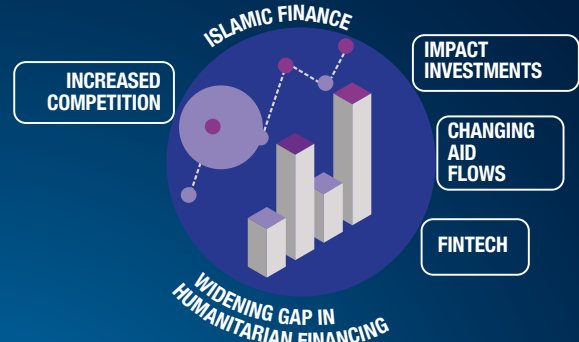 ISLAMIC FINANCE
INCREASED
COMPETITION
IMPACT
INVESTMENTS
CHANGING
AID
FLOWS
FINTECH
WIDENING GAP IN
HUMANITARIAN FINANCING